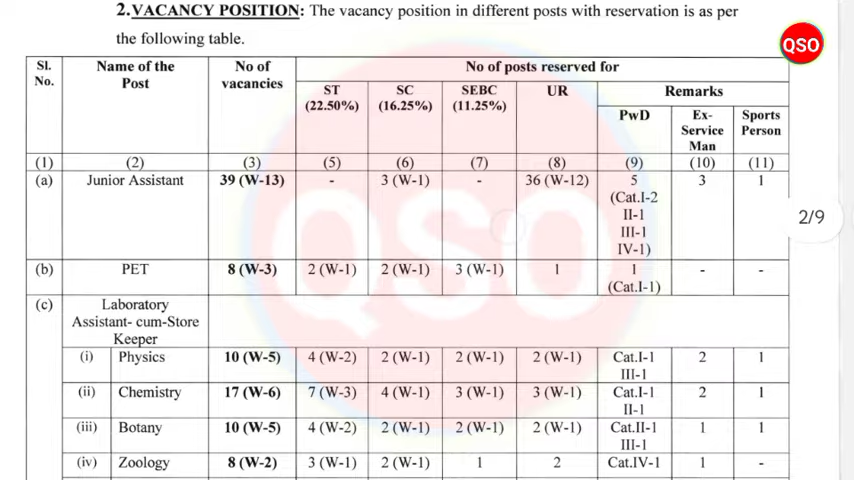 2. VACANCY POSITION: The vacancy position in different posts with reservation is as per
the following table.
QSO
Sl. No. Name of the Post No of vacancies No of posts reserved for
ST (22.50%) SC (16.25%) SEBC (11.25%) UR Remarks
PwD Ex-Service Man Sports Person
(1) (2) (3) (5) (6) (7) (8) (9) (10) (11)
(a) Junior Assistant 39 (W-13) - 3 (W-1) - 36 (W-12) 5 3 1
(Cat.I-2
II-1
III-1
IV-1)
2/9
(b) PET 8 (W-3) 2 (W-1) 2 (W-1) 3 (W-1) 1 1 - -
(Cat.I-1)
(c) Laboratory
Assistant- cum-Store
Keeper
(i) Physics 10 (W-5) 4 (W-2) 2 (W-1) 2 (W-1) 2 (W-1) Cat.I-1 2 1
III-1
(ii) Chemistry 17 (W-6) 7 (W-3) 4 (W-1) 3 (W-1) 3 (W-1) Cat.I-1 2 1
II-1
(iii) Botany 10 (W-5) 4 (W-2) 2 (W-1) 2 (W-1) 2 (W-1) Cat.II-1 1 1
III-1
(iv) Zoology 8 (W-2) 3 (W-1) 2 (W-1) 1 2 Cat.IV-1 1 -
QSO